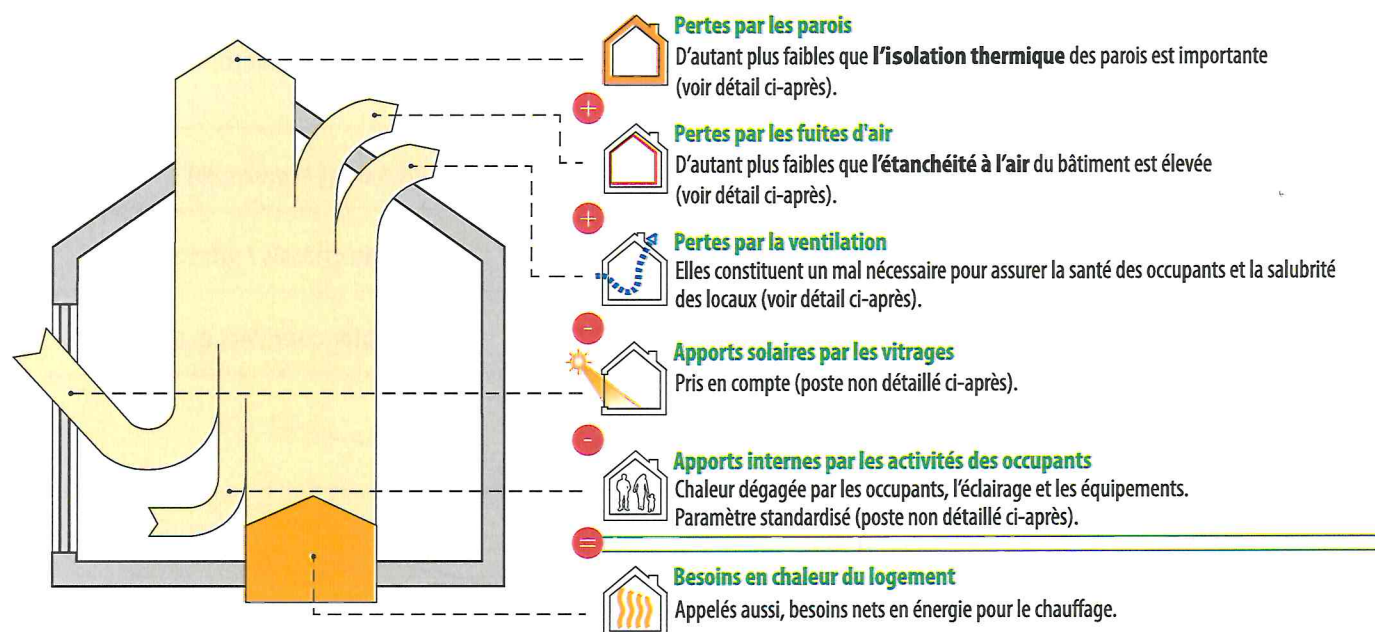 Pertes par les parois
D'autant plus faibles que l'isolation thermique des parois est importante
(voir détail ci-après).
+
Pertes par les fuites d'air
D'autant plus faibles que l'étanchéité à l'air du bâtiment est élevée
(voir détail ci-après).
+
Pertes par la ventilation
Elles constituent un mal nécessaire pour assurer la santé des occupants et la salubrité
des locaux (voir détail ci-après).
-
Apports solaires par les vitrages
Pris en compte (poste non détaillé ci-après).
-
Apports internes par les activités des occupants
Chaleur dégagée par les occupants, l'éclairage et les équipements.
Paramètre standardisé (poste non détaillé ci-après).
=
Besoins en chaleur du logement
Appelés aussi, besoins nets en énergie pour le chauffage.